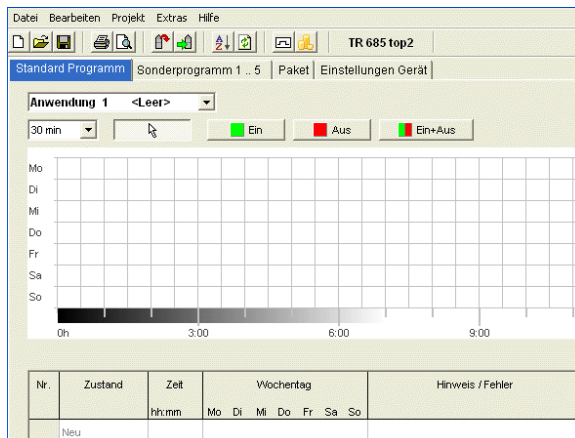 Datei Bearbeiten Projekt Extras Hilfe
TR 685 top2
Standard Programm Sonderprogramm 1 .. 5 Paket Einstellungen Gerät
Anwendung 1 <Leer>
30 min Ein Aus Ein+Aus
Mo
Di
Mi
Do
Fr
Sa
So
0h 3:00 6:00 9:00
Nr. Zustand Zeit Wochentag Hinweis / Fehler
hh:mm Mo Di Mi Do Fr Sa So
Neu